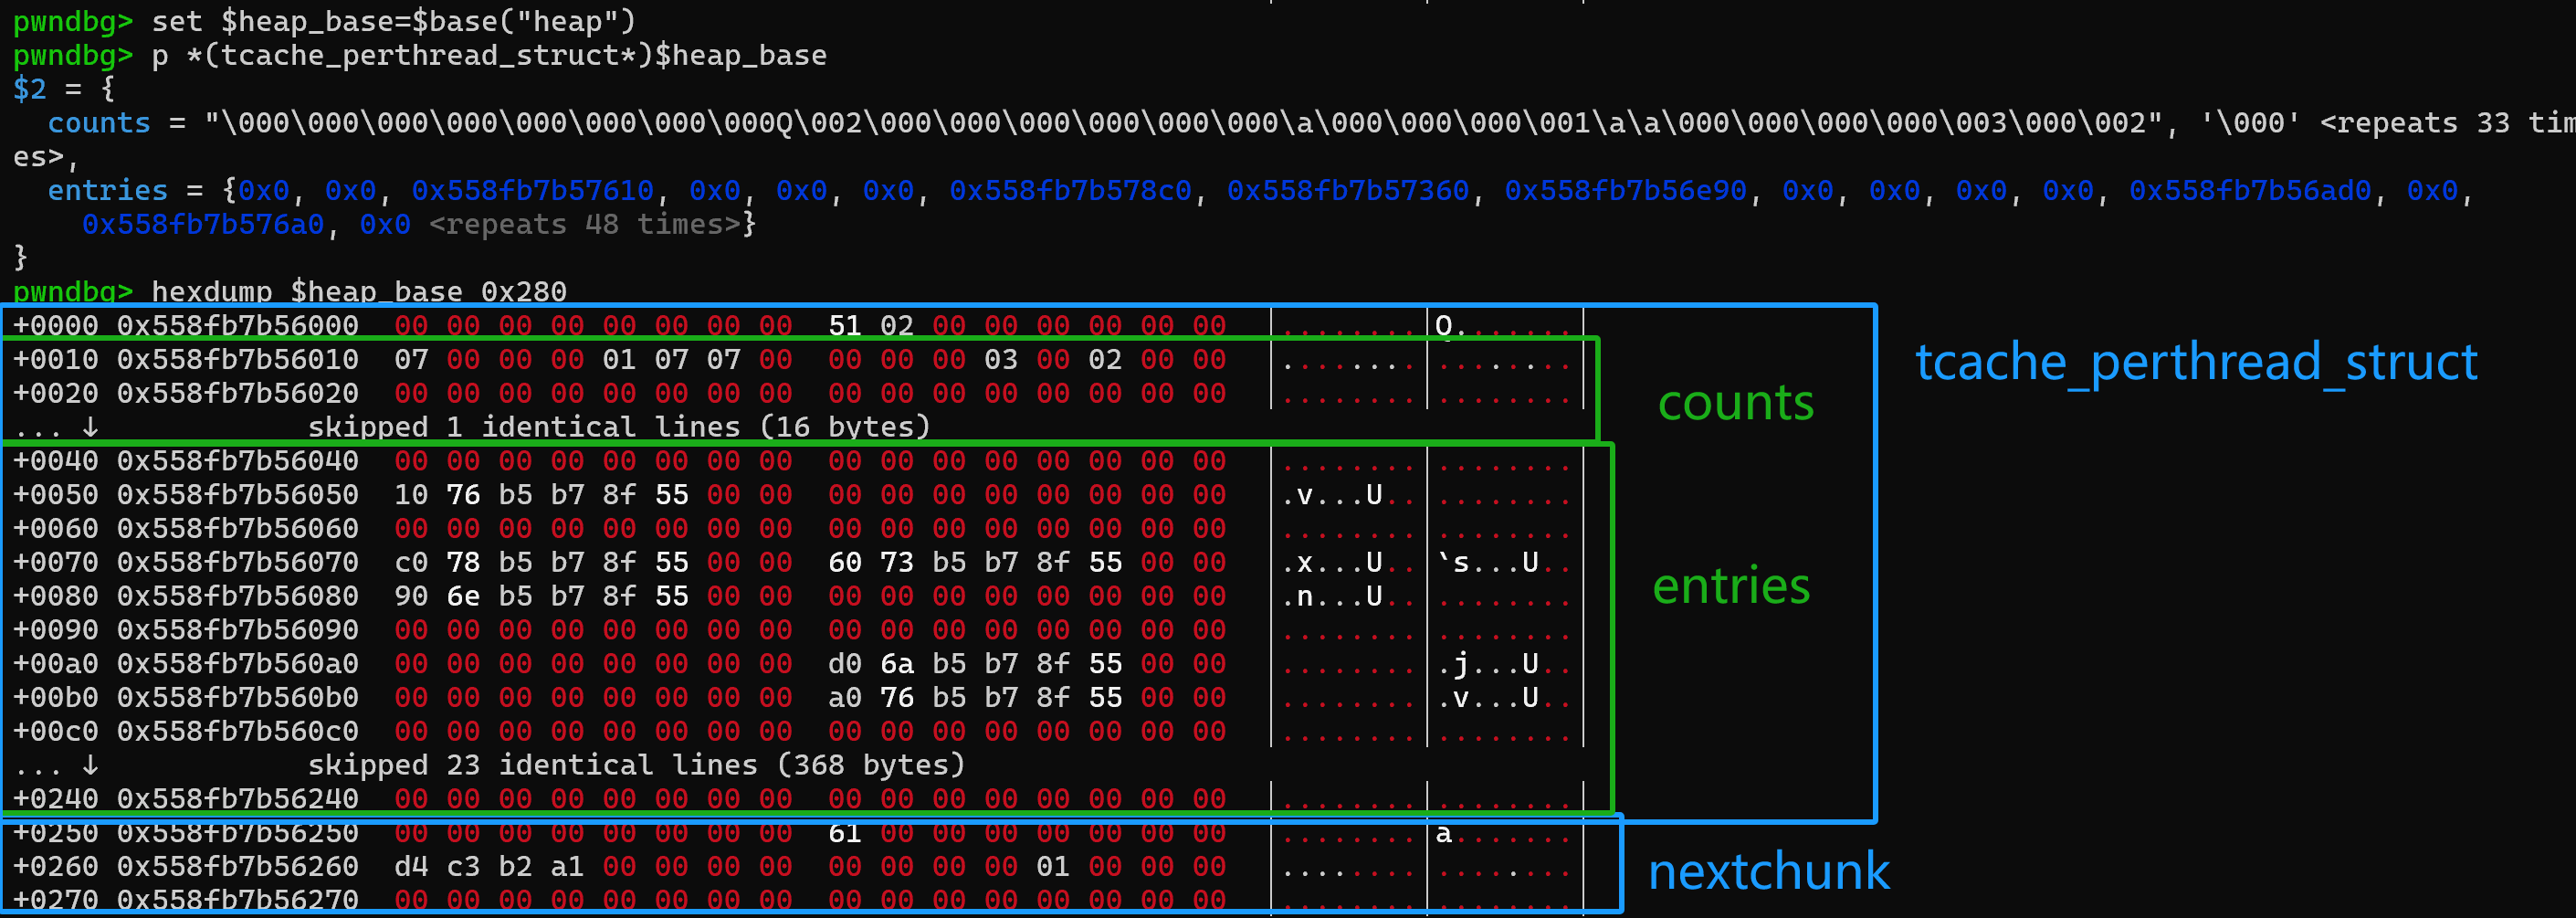 pwndbg> set $heap_base=$base("heap")
pwndbg> p *(tcache_perthread_struct*)$heap_base
$2 = {
  counts = "\000\000\000\000\000\000\000\000Q\002\000\000\000\000\000\000\a\000\000\000\001\a\a\000\000\000\000\003\000\002", '\000' <repeats 33 tim
es>,
  entries = {0x0, 0x0, 0x558fb7b57610, 0x0, 0x0, 0x0, 0x558fb7b578c0, 0x558fb7b57360, 0x558fb7b56e90, 0x0, 0x0, 0x0, 0x0, 0x558fb7b56ad0, 0x0,
    0x558fb7b576a0, 0x0 <repeats 48 times>}
}
pwndbg> hexdump $heap_base 0x280
+0000 0x558fb7b56000  00 00 00 00 00 00 00 00  51 02 00 00 00 00 00 00  |........|Q.......|
+0010 0x558fb7b56010  07 00 00 00 01 07 07 00  00 00 00 03 00 02 00 00  |........|........|
+0020 0x558fb7b56020  00 00 00 00 00 00 00 00  00 00 00 00 00 00 00 00  |........|........|
... ↓            skipped 1 identical lines (16 bytes)
+0040 0x558fb7b56040  00 00 00 00 00 00 00 00  00 00 00 00 00 00 00 00  |........|........|
+0050 0x558fb7b56050  10 76 b5 b7 8f 55 00 00  00 00 00 00 00 00 00 00  |.v...U..|........|
+0060 0x558fb7b56060  00 00 00 00 00 00 00 00  00 00 00 00 00 00 00 00  |........|........|
+0070 0x558fb7b56070  c0 78 b5 b7 8f 55 00 00  60 73 b5 b7 8f 55 00 00  |.x...U..|`s...U..|
+0080 0x558fb7b56080  90 6e b5 b7 8f 55 00 00  00 00 00 00 00 00 00 00  |.n...U..|........|
+0090 0x558fb7b56090  00 00 00 00 00 00 00 00  00 00 00 00 00 00 00 00  |........|........|
+00a0 0x558fb7b560a0  00 00 00 00 00 00 00 00  d0 6a b5 b7 8f 55 00 00  |........|.j...U..|
+00b0 0x558fb7b560b0  00 00 00 00 00 00 00 00  a0 76 b5 b7 8f 55 00 00  |........|.v...U..|
+00c0 0x558fb7b560c0  00 00 00 00 00 00 00 00  00 00 00 00 00 00 00 00  |........|........|
... ↓            skipped 23 identical lines (368 bytes)
+0240 0x558fb7b56240  00 00 00 00 00 00 00 00  00 00 00 00 00 00 00 00  |........|........|
+0250 0x558fb7b56250  00 00 00 00 00 00 00 00  61 00 00 00 00 00 00 00  |........|a.......|
+0260 0x558fb7b56260  d4 c3 b2 a1 00 00 00 00  00 00 00 00 01 00 00 00  |........|........|
+0270 0x558fb7b56270  00 00 00 00 00 00 00 00  00 00 00 00 00 00 00 00  |........|........|
tcache_perthread_struct
counts
entries
nextchunk